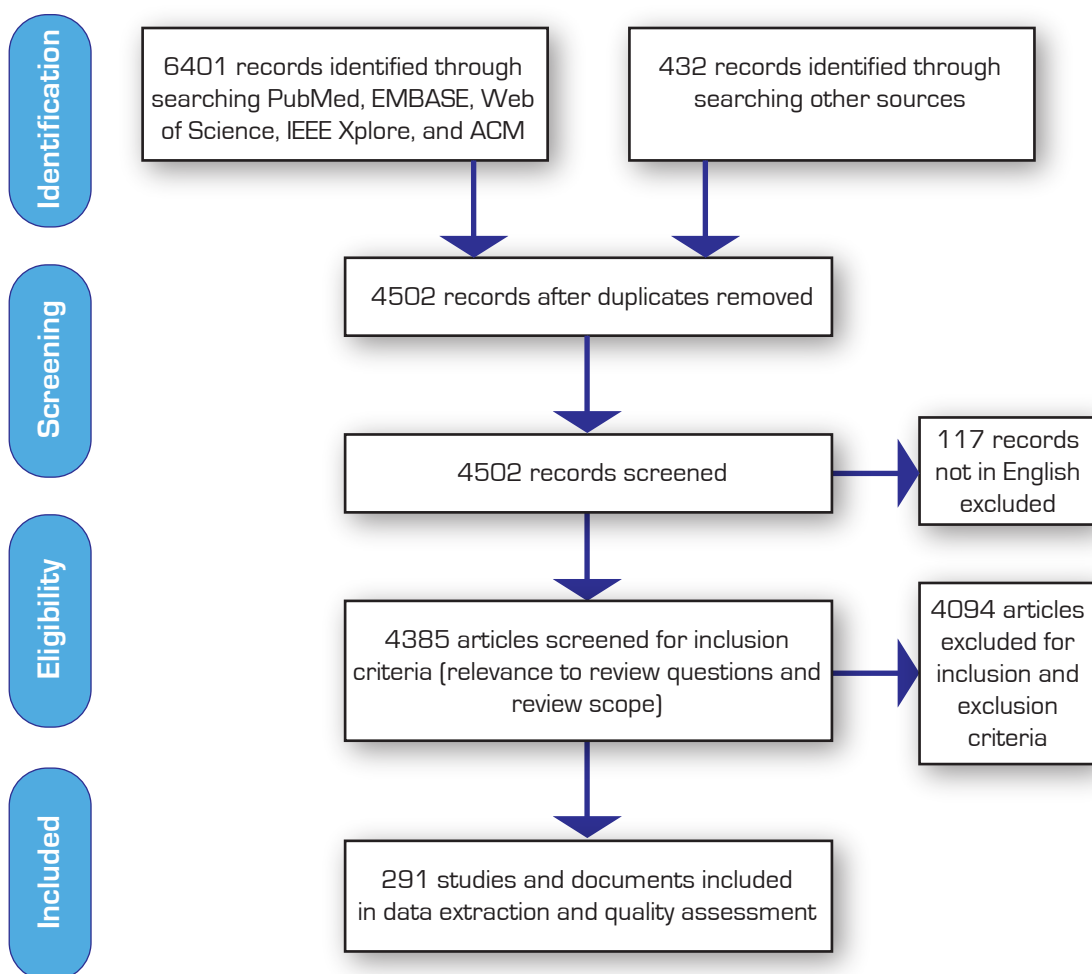 Identification
6401 records identified through
searching PubMed, EMBASE, Web
of Science, IEEE Xplore, and ACM
432 records identified through
searching other sources
Screening
4502 records after duplicates removed
4502 records screened
117 records
not in English
excluded
Eligibility
4385 articles screened for inclusion
criteria (relevance to review questions and
review scope)
4094 articles
excluded for
inclusion and
exclusion
criteria
Included
291 studies and documents included
in data extraction and quality assessment